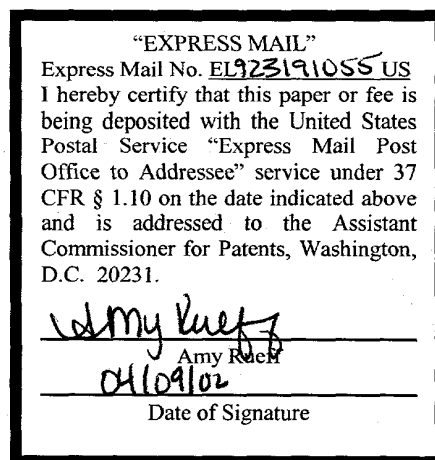 “EXPRESS MAIL”
Express Mail No. EL923191055 US
I hereby certify that this paper or fee is
being deposited with the United States
Postal Service “Express Mail Post
Office to Addressee” service under 37
CFR § 1.10 on the date indicated above
and is addressed to the Assistant
Commissioner for Patents, Washington,
D.C. 20231.
Amy Rueff
Amy Rueff
04/09/02
Date of Signature